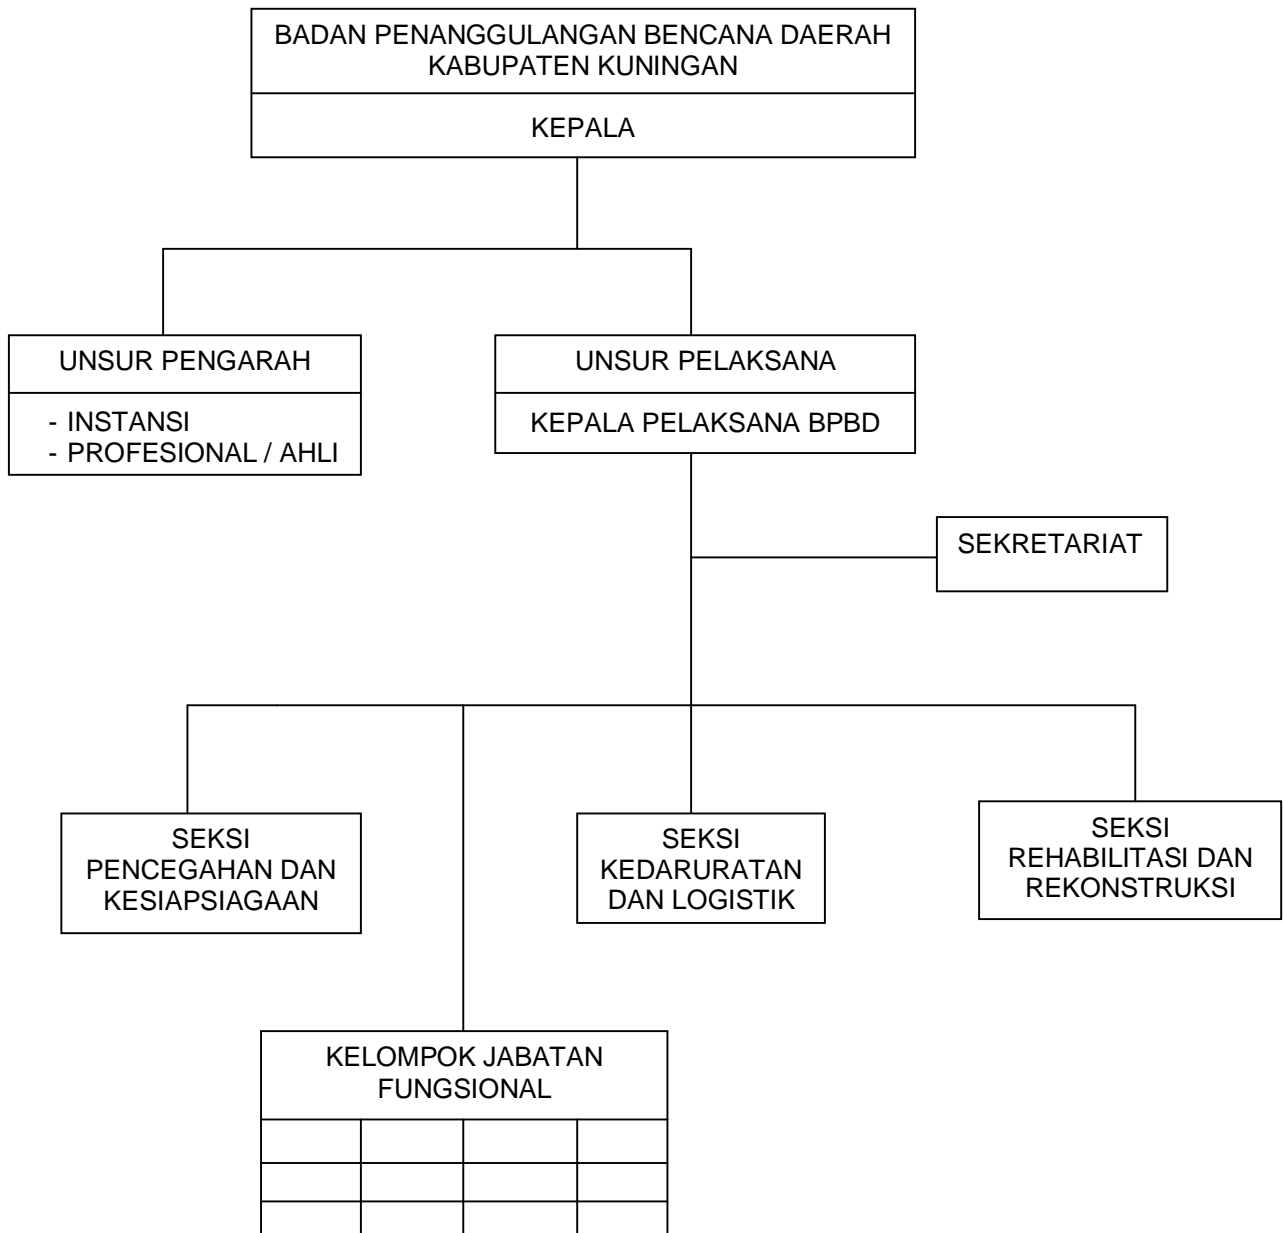 BADAN PENANGGULANGAN BENCANA DAERAH
KABUPATEN KUNINGAN
KEPALA
UNSUR PENGARAH
- INSTANSI
- PROFESIONAL / AHLI
UNSUR PELAKSANA
KEPALA PELAKSANA BPBD
SEKRETARIAT
SEKSI
PENCEGAHAN DAN
KESIAPSIAGAAN
SEKSI
KEDARURATAN
DAN LOGISTIK
SEKSI
REHABILITASI DAN
REKONSTRUKSI
KELOMPOK JABATAN
FUNGSIONAL